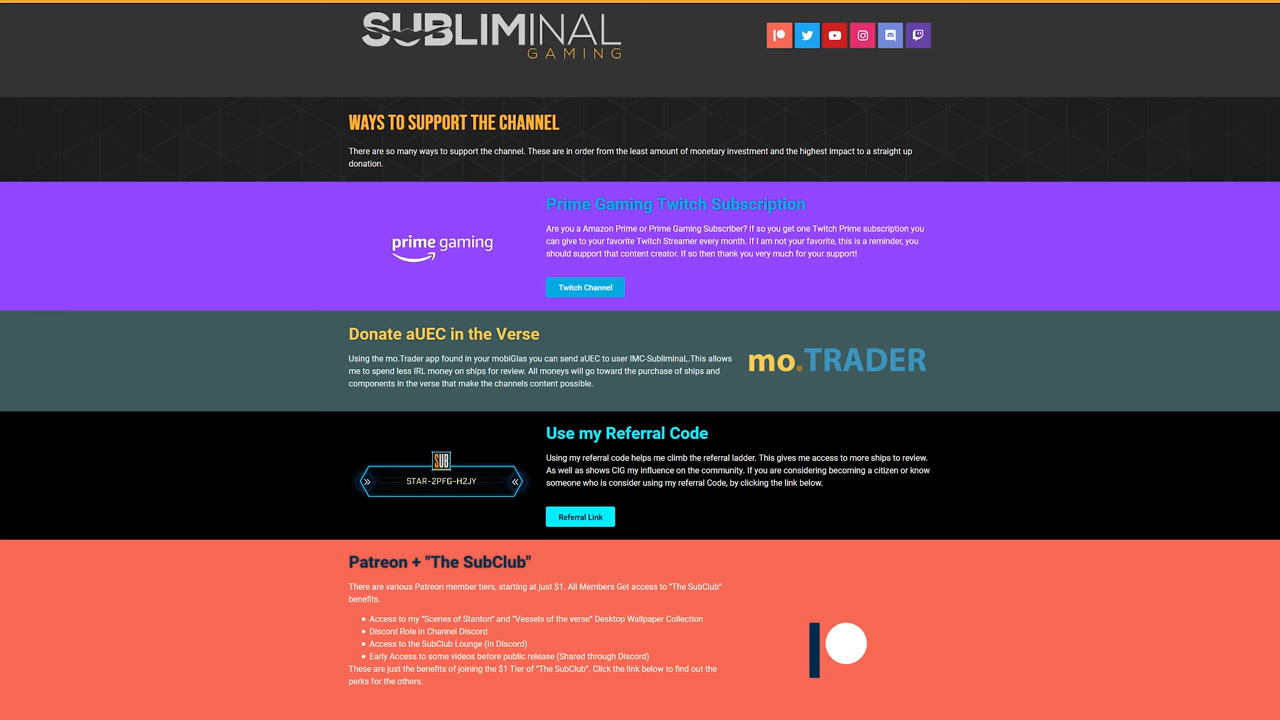 SUBLIMINAL
GAMING
WAYS TO SUPPORT THE CHANNEL
There are so many ways to support the channel. These are in order from the least amount of monetary investment and the highest impact to a straight up
donation.
Prime Gaming Twitch Subscription
prime gaming
Are you a Amazon Prime or Prime Gaming Subscriber? If so you get one Twitch Prime subscription you
can give to your favorite Twitch Streamer every month. If I am not your favorite, this is a reminder, you
should support that content creator. If so then thank you very much for your support!
Twitch Channel
Donate aUEC in the Verse
Using the mo.Trader app found in your mobiGlas you can send aUEC to user IMC-SubliminaL.This allows
me to spend less IRL money on ships for review. All moneys will go toward the purchase of ships and
components in the verse that make the channels content possible.
mo.TRADER
Use my Referral Code
Using my referral code helps me climb the referral ladder. This gives me access to more ships to review.
As well as shows CIG my influence on the community. If you are considering becoming a citizen or know
someone who is consider using my referral Code, by clicking the link below.
SUB
STAR-2PFG-H2JY
Referral Link
Patreon + "The SubClub"
There are various Patreon member tiers, starting at just $1. All Members Get access to "The SubClub"
benefits.
Access to my "Scenes of Stanton" and "Vessels of the verse" Desktop Wallpaper Collection
Discord Role in Channel Discord
Access to the SubClub Lounge (In Discord)
Early Access to some videos before public release (Shared through Discord)
These are just the benefits of joining the $1 Tier of "The SubClub". Click the link below to find out the
perks for the others.